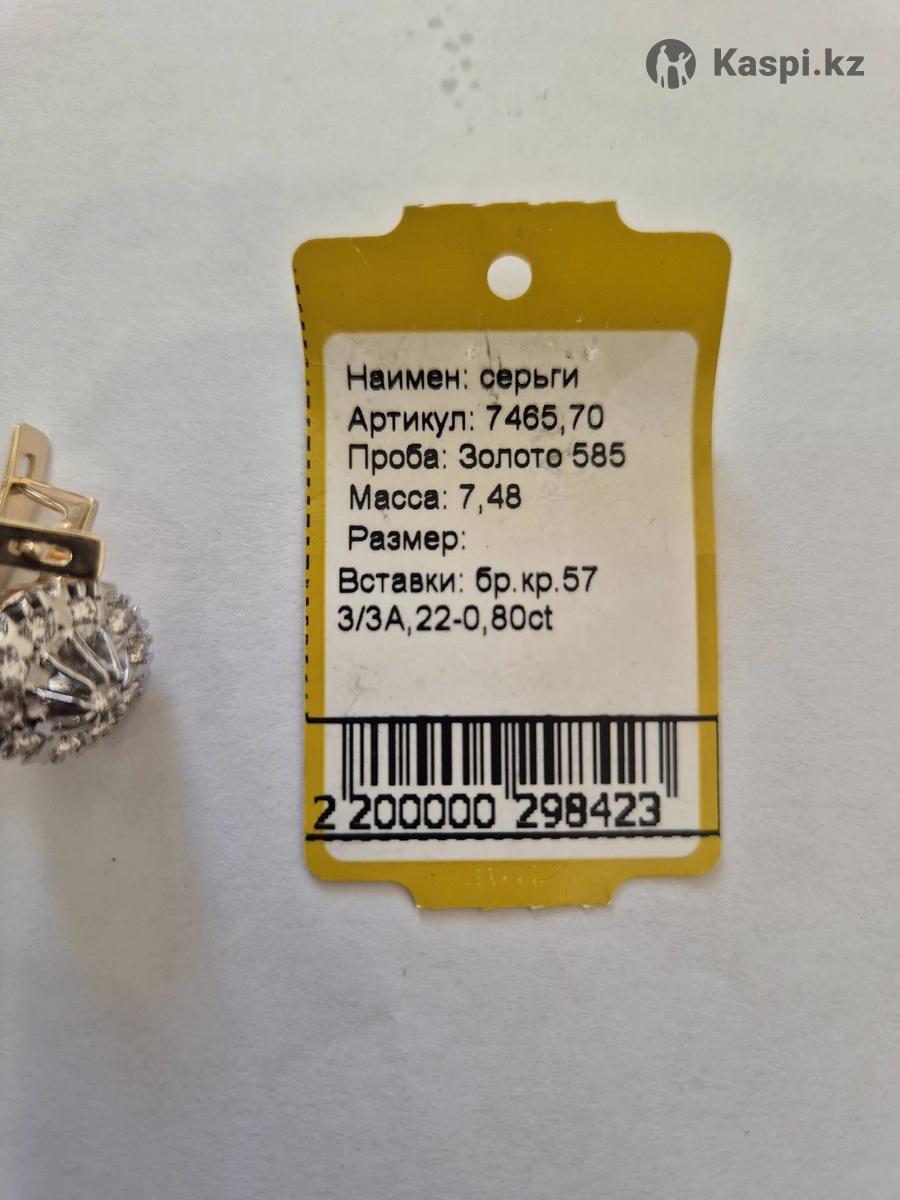 Kaspi.kz
Наимен: серьги
Артикул: 7465,70
Проба: Золото 585
Масса: 7,48
Размер:
Вставки: бр.кр.57
3/3А,22-0,80ct
2 200000 298423